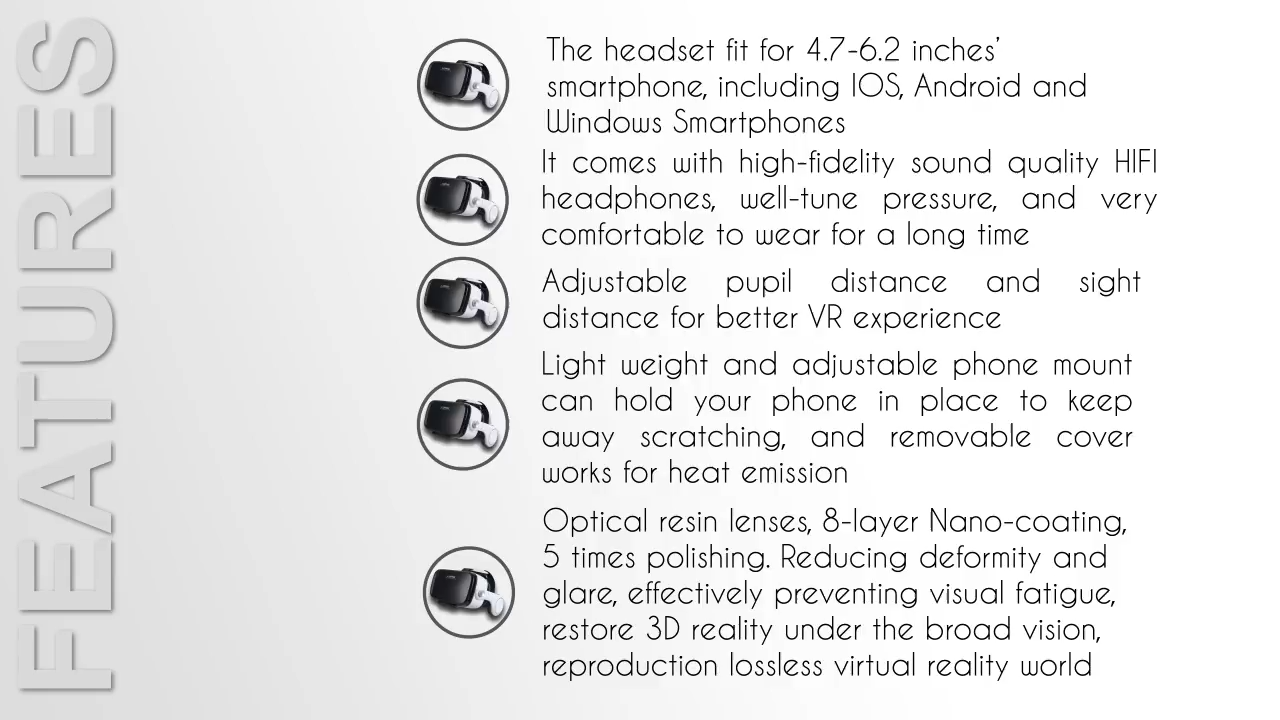 FEATURES
The headset fit for 4.7-6.2 inches’
smartphone, including IOS, Android and
Windows Smartphones
It comes with high-fidelity sound quality HIFI
headphones, well-tune pressure, and very
comfortable to wear for a long time
Adjustable pupil distance and sight
distance for better VR experience
Light weight and adjustable phone mount
can hold your phone in place to keep
away scratching, and removable cover
works for heat emission
Optical resin lenses, 8-layer Nano-coating,
5 times polishing. Reducing deformity and
glare, effectively preventing visual fatigue,
restore 3D reality under the broad vision,
reproduction lossless virtual reality world